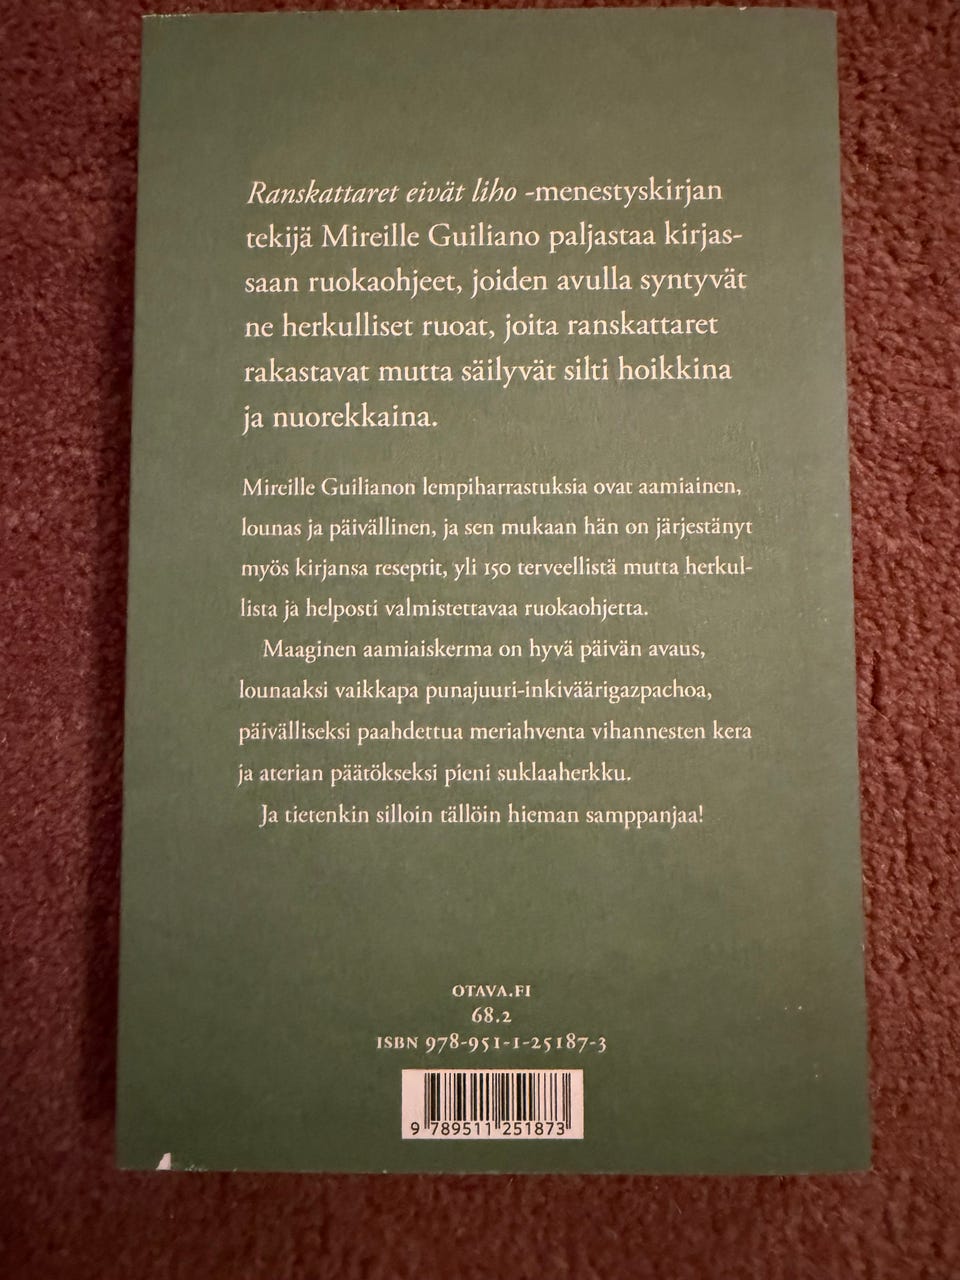 Ranskattaret eivät liho -menestyskirjan
tekijä Mireille Guiliano paljastaa kirjas-
saan ruokaohjeet, joiden avulla syntyvät
ne herkulliset ruoat, joita ranskattaret
rakastavat mutta säilyvät silti hoikkina
ja nuorekkaina.
Mireille Guilianon lempiharrastuksia ovat aamiainen,
lounas ja päivällinen, ja sen mukaan hän on järjestänyt
myös kirjansa reseptit, yli 150 terveellistä mutta herkul-
lista ja helposti valmistettavaa ruokaohjetta.
Maaginen aamiaiskerma on hyvä päivän avaus,
lounaaksi vaikkapa punajuuri-inkiväärigazpachoa,
päivälliseksi paahdettua meriahventa vihannesten kera
ja aterian päätökseksi pieni suklaaherkku.
Ja tietenkin silloin tällöin hieman samppanjaa!
OTAVA.FI
68.2
ISBN 978-951-1-25187-3
9 789511 251873